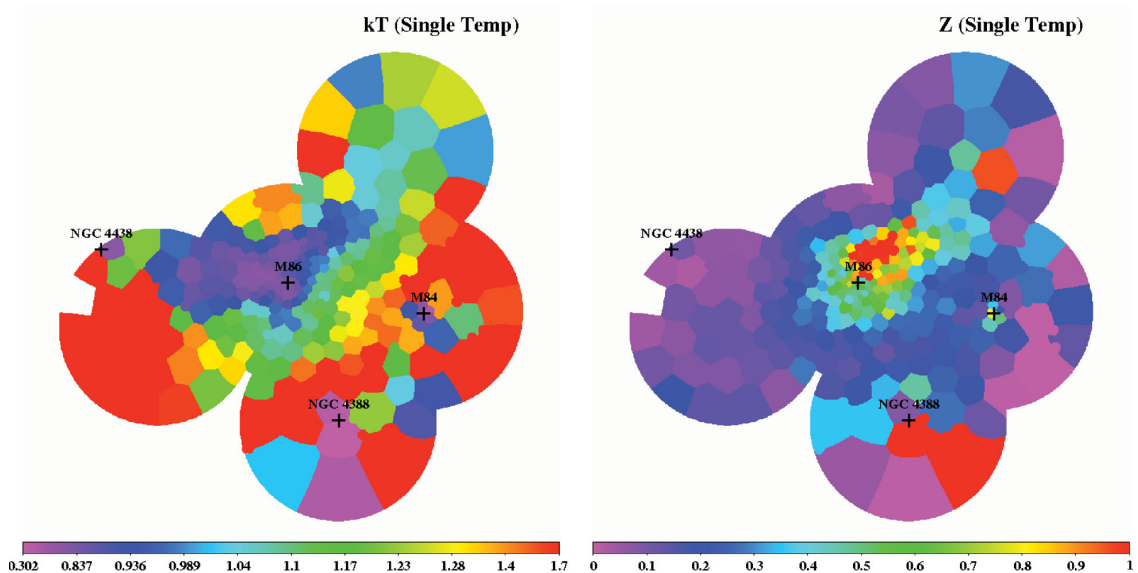 kT (Single Temp)
NGC 4438
M86
M84
NGC 4388
0.302 0.837 0.936 0.989 1.04 1.1 1.17 1.23 1.28 1.4 1.7
Z (Single Temp)
NGC 4438
M86
M84
NGC 4388
0 0.1 0.2 0.3 0.4 0.5 0.6 0.7 0.8 0.9 1